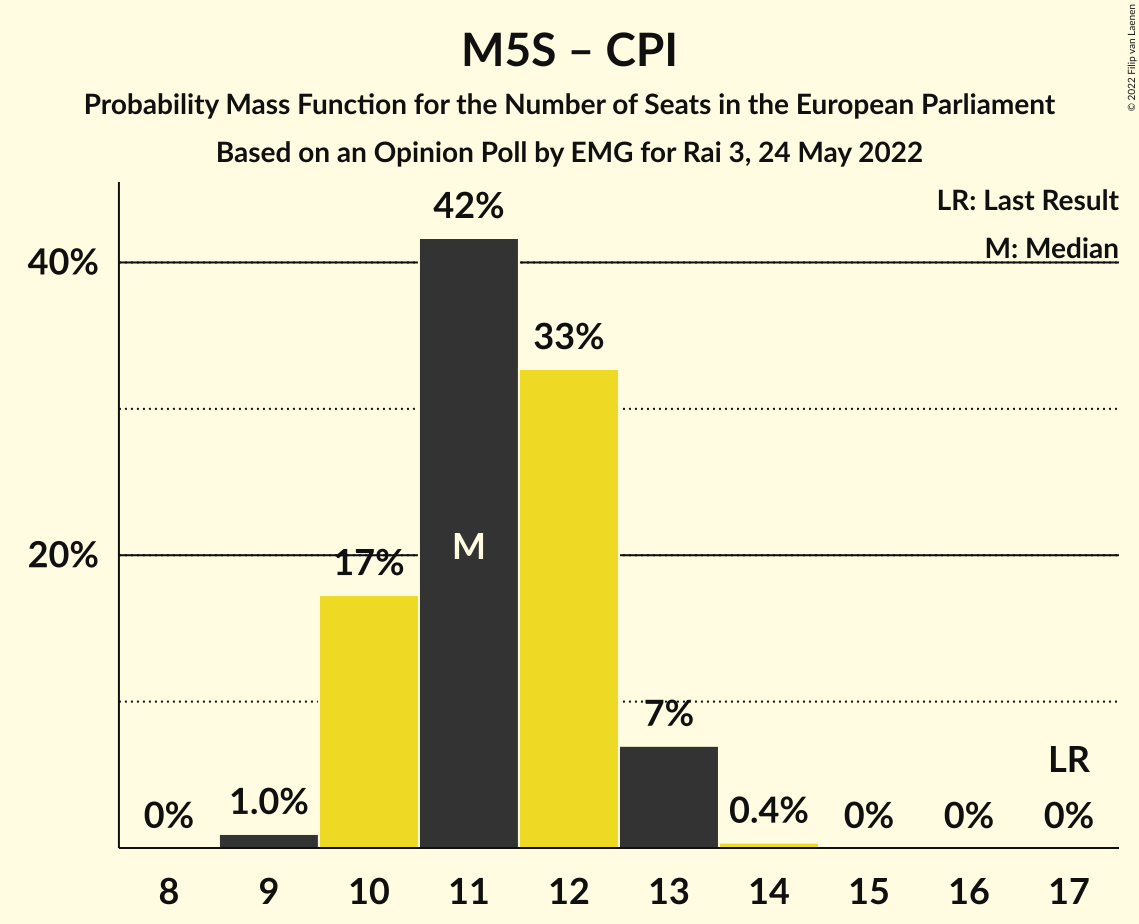 M5S – CPI
Probability Mass Function for the Number of Seats in the European Parliament
Based on an Opinion Poll by EMG for Rai 3, 24 May 2022
© 2022 Filip van Laenen
LR: Last Result
M: Median
40%
20%
0%
1.0%
17%
42%
M
33%
7%
0.4%
0%
0%
LR
0%
8 9 10 11 12 13 14 15 16 17